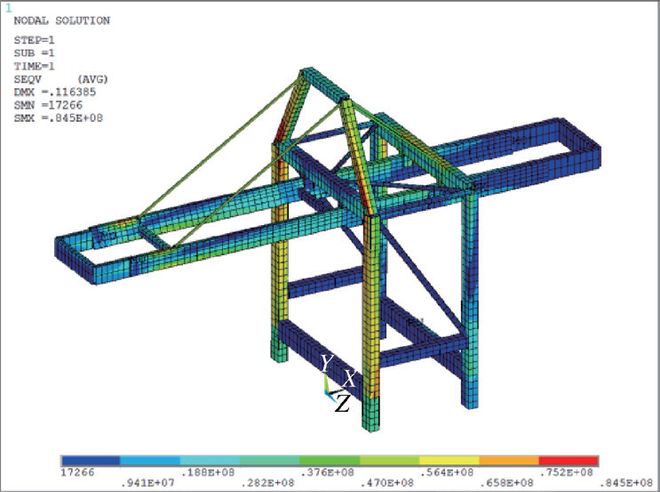 1
NODAL SOLUTION
STEP=1
SUB =1
TIME=1
SEQV (AVG)
DMX =.116385
SMN =17266
SMX =.845E+08
Y
X
Z
17266 .188E+08 .376E+08 .564E+08 .752E+08
.941E+07 .282E+08 .470E+08 .658E+08 .845E+08